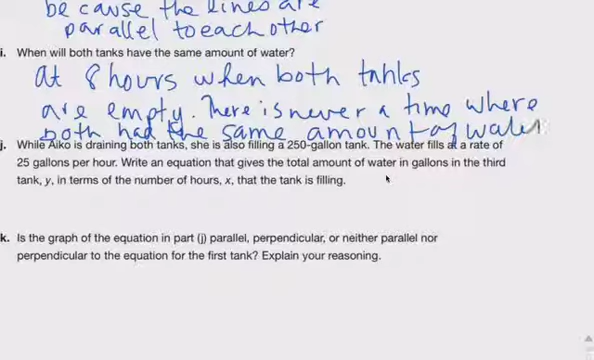 because the lines are
parallel to each other
i. When will both tanks have the same amount of water?
at 8 hours when both tanks
are empty. There is never a time where
both had the same amount of water.
j. While Aiko is draining both tanks, she is also filling a 250-gallon tank. The water fills at a rate of
25 gallons per hour. Write an equation that gives the total amount of water in gallons in the third
tank, y, in terms of the number of hours, x, that the tank is filling.
k. Is the graph of the equation in part (j) parallel, perpendicular, or neither parallel nor
perpendicular to the equation for the first tank? Explain your reasoning.